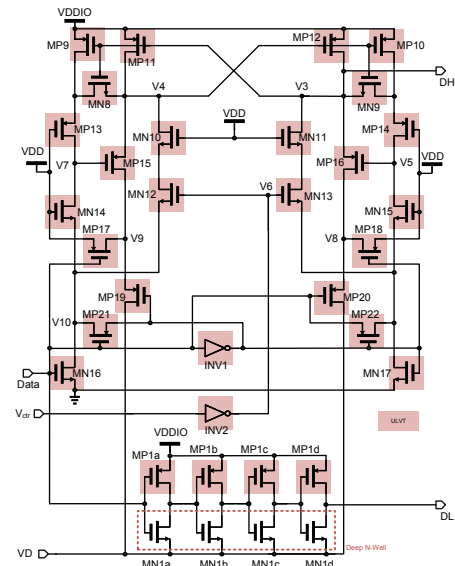 VDDIO
MP9
MP11
MP12
MP10
DH
V4
V3
MN8
MN9
MP13
MN10
VDD
MN11
MP14
VDD
V7
MP15
MP16
V5
VDD
MN14
MN12
V6
MN13
MN15
MP17
V9
V8
MP18
MP19
MP20
V10
MP21
MP22
INV1
Data
MN16
MN17
Vctr
INV2
ULVT
VDDIO
MP1a
MP1b
MP1c
MP1d
DL
Deep N-Well
VD
MN1a
MN1b
MN1c
MN1d